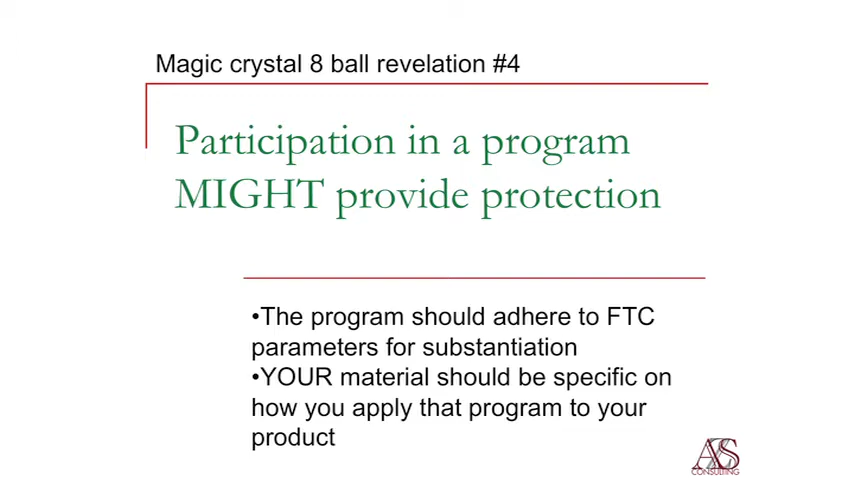 Magic crystal 8 ball revelation #4
Participation in a program
MIGHT provide protection
•The program should adhere to FTC
parameters for substantiation
•YOUR material should be specific on
how you apply that program to your
product
AZS
CONSULTING